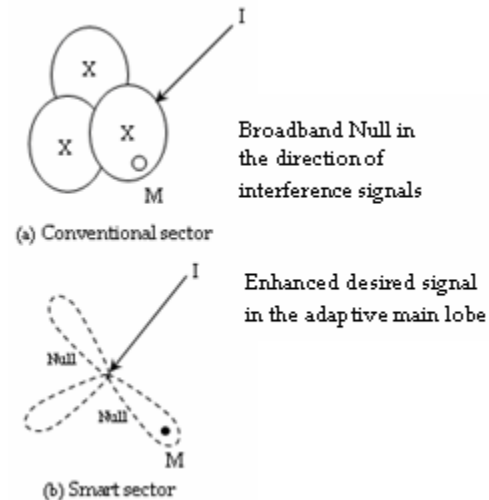 I
X
X
X
M
Broadband Null in
the direction of
interference signals
(a) Conventional sector
I
Enhanced desired signal
in the adaptive main lobe
Null
Null
M
(b) Smart sector